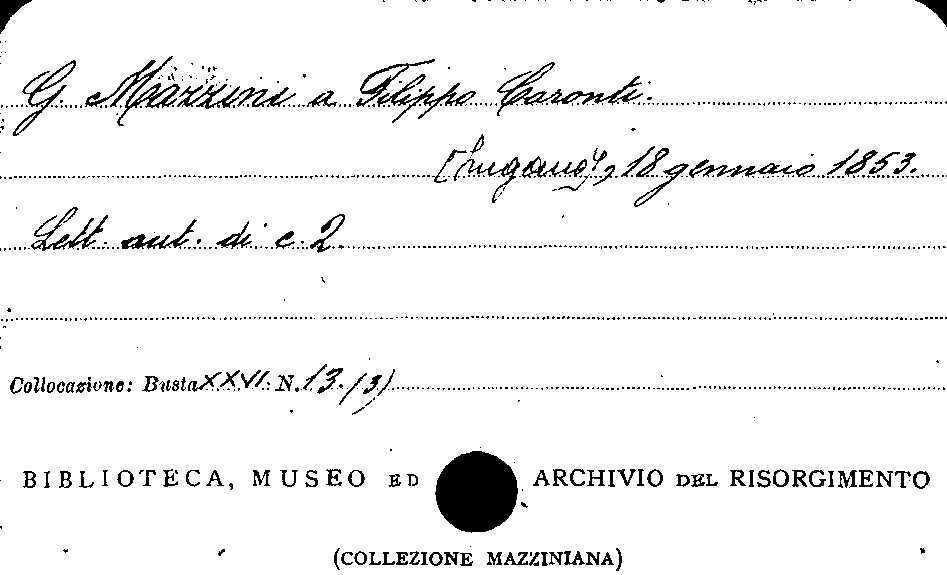 G. Mazzini a Filippo Caronti.
[Lugano], 18 gennaio 1853.
Lett. aut. di c. 2.
Collocazione: Busta XXVI. N. 13. (3)
BIBLIOTECA, MUSEO ED ARCHIVIO DEL RISORGIMENTO
(COLLEZIONE MAZZINIANA)